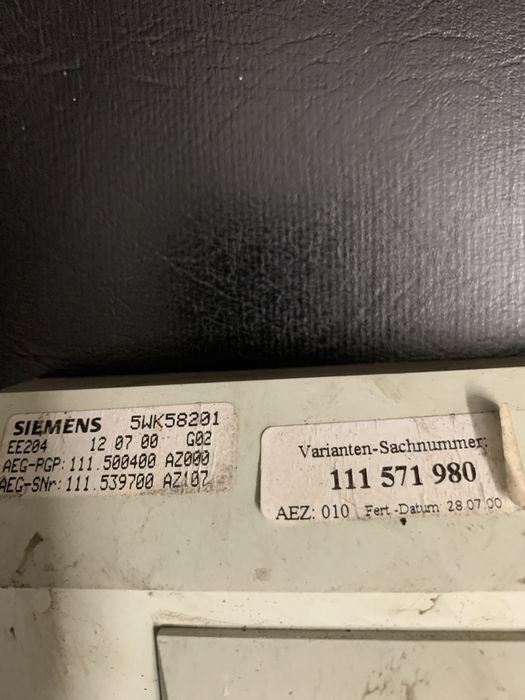 SIEMENS 5WK58201
EE204 12 07 00 G02
AEG-PGP:111.500400 AZ000
AEG-SNr:111.539700 AZ107
Varianten-Sachnummer:
111 571 980
AEZ: 010 Fert.-Datum 28.07.00